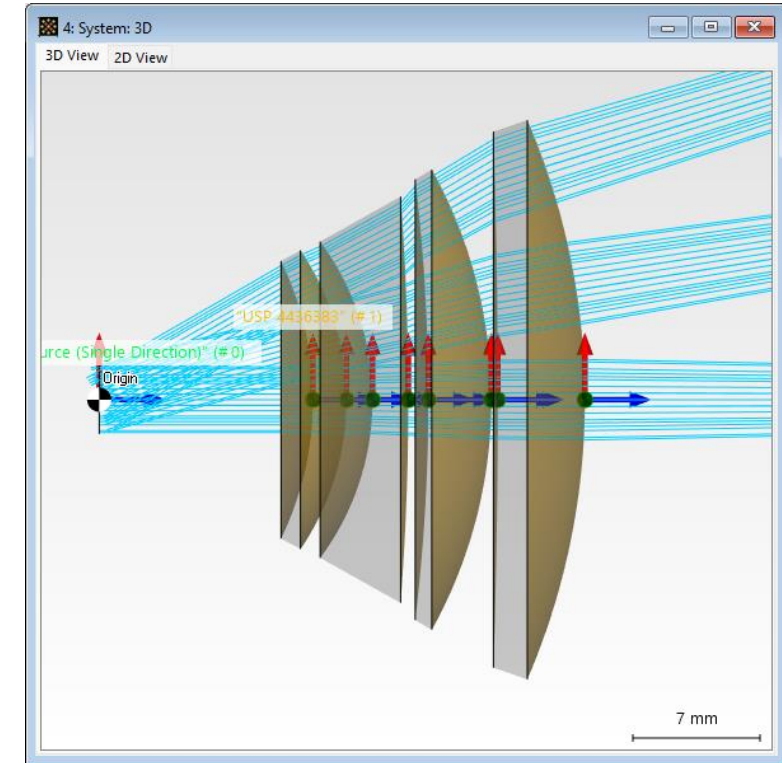 4: System: 3D
3D View 2D View
"USP 4436383" (# 1)
urce (Single Direction)" (# 0)
Origin
7 mm